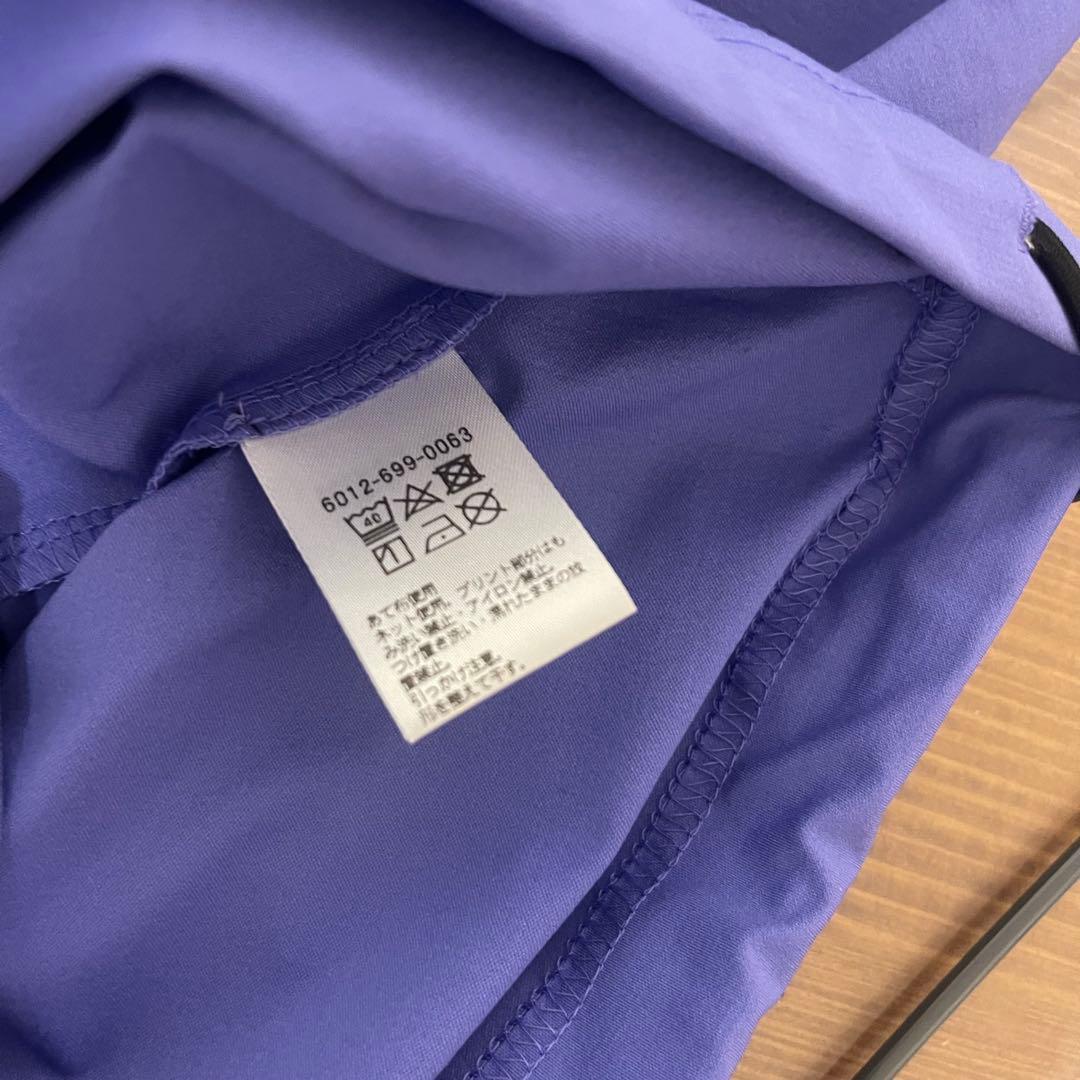 6012-699-0063
40
あて布使用
ネット使用。プリント部分はも
み洗い減止・アイロン減止。
つけ置き洗い・濡れたままの放
置減止。
引っかけ注意。
形を整えて干す。